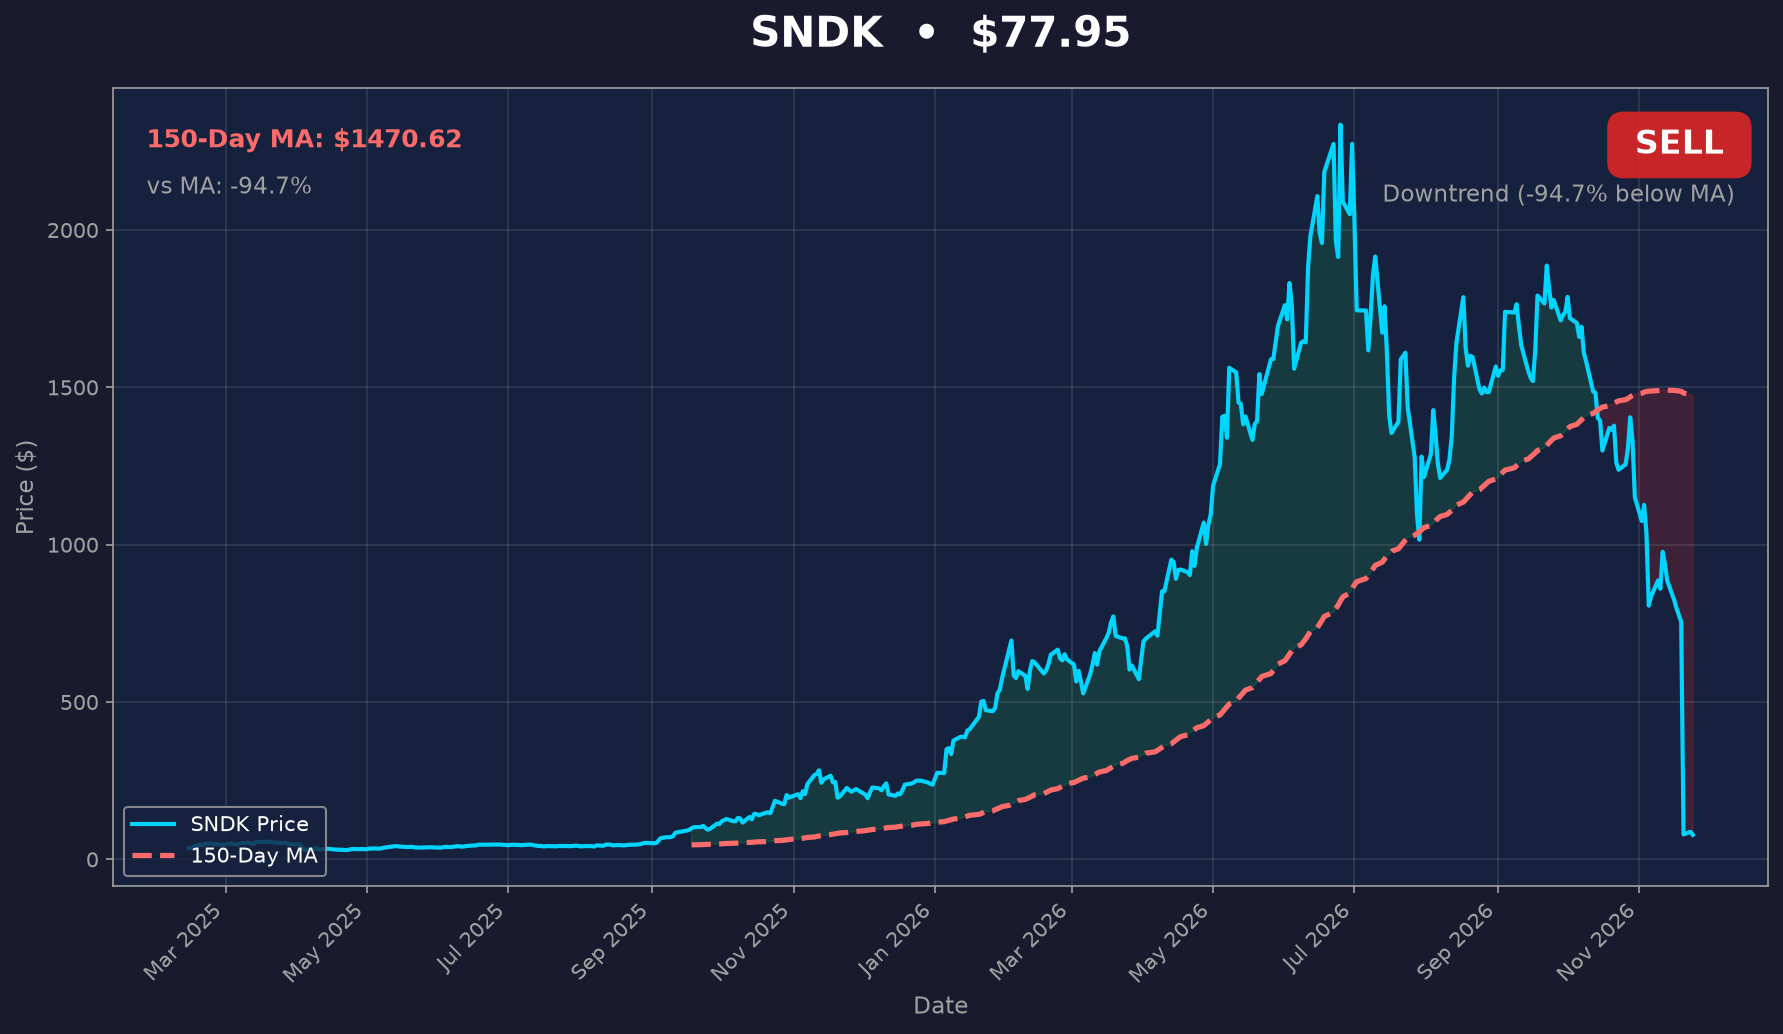 SNDK • $77.95
150-Day MA: $1470.62
vs MA: -94.7%
SELL
Downtrend (-94.7% below MA)
Price ($)
2000
1500
1000
500
0
SNDK Price
150-Day MA
Mar 2025
May 2025
Jul 2025
Sep 2025
Nov 2025
Jan 2026
Mar 2026
May 2026
Jul 2026
Sep 2026
Nov 2026
Date